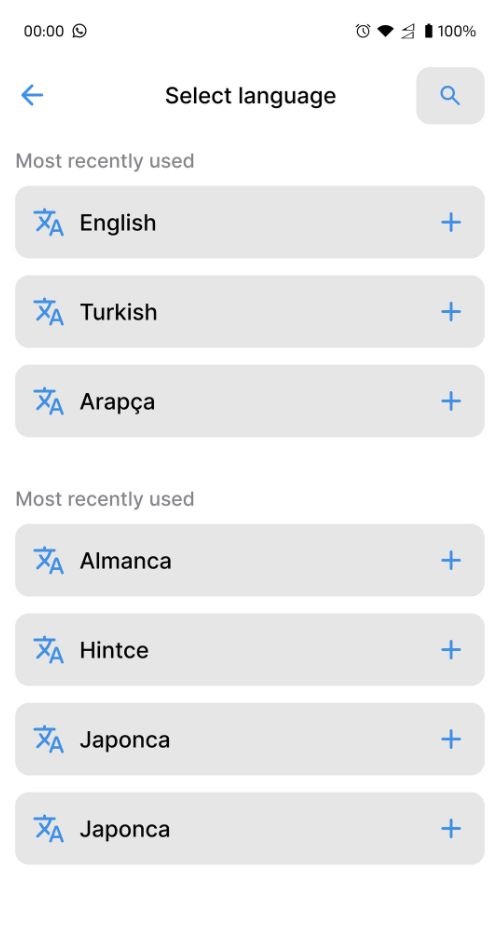 00:00 100%
Select language
Most recently used
English
Turkish
Arapça
Most recently used
Almanca
Hintce
Japonca
Japonca